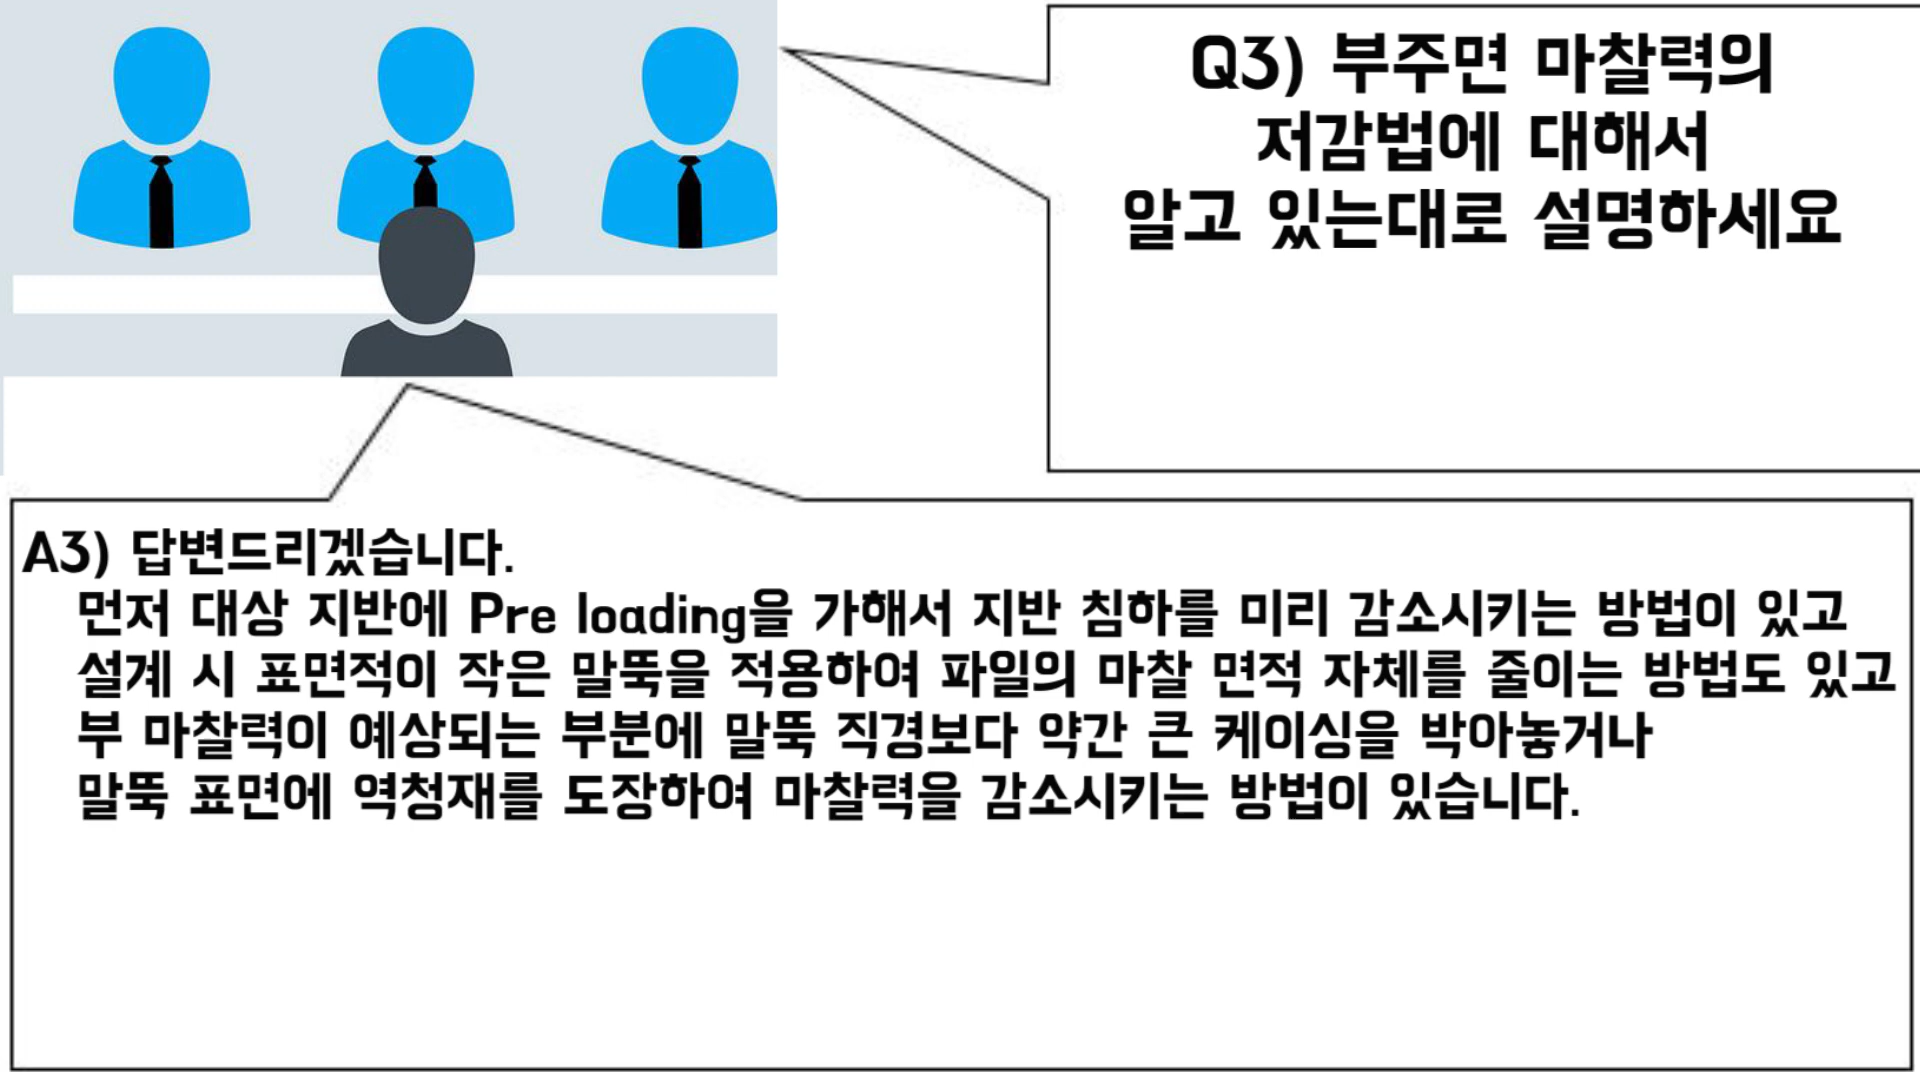 Q3) 부주면 마찰력의
저감법에 대해서
알고 있는대로 설명하세요
A3) 답변드리겠습니다.
먼저 대상 지반에 Pre loading을 가해서 지반 침하를 미리 감소시키는 방법이 있고
설계 시 표면적이 작은 말뚝을 적용하여 파일의 마찰 면적 자체를 줄이는 방법도 있고
부 마찰력이 예상되는 부분에 말뚝 직경보다 약간 큰 케이싱을 박아놓거나
말뚝 표면에 역청재를 도장하여 마찰력을 감소시키는 방법이 있습니다.